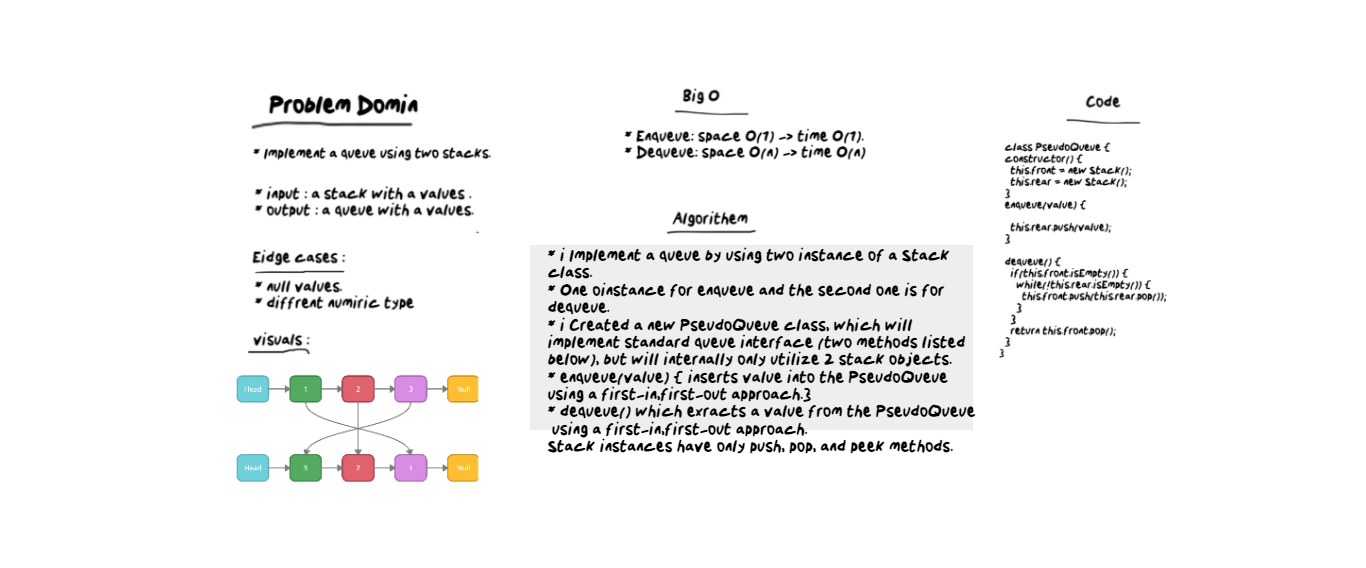 Problem Domin
* Implement a queue using two stacks.
* input : a stack with a values .
* output : a queue with a values.
Eidge cases :
* null values.
* diffrent numiric type
visuals :
Head 1 2 3 Null
Head 3 2 1 Null
Big O
* Enqueue: space O(1) -> time O(1).
* Dequeue: space O(n) -> time O(n)
Algorithem
* i Implement a queue by using two instance of a Stack
class.
* One oinstance for enqueue and the second one is for
dequeue.
* i Created a new PseudoQueue class, which will
implement standard queue interface (two methods listed
below), but will internally only utilize 2 stack objects.
* enqueue(value) { inserts value into the PseudoQueue
using a first-in,first-out approach.}
* dequeue() which exracts a value from the PseudoQueue
using a first-in,first-out approach.
Stack instances have only push, pop, and peek methods.
Code
class PseudoQueue {
constructor() {
this.front = new Stack();
this.rear = new Stack();
}
enqueue(value) {
this.rear.push(value);
}
dequeue() {
if(this.front.isEmpty()) {
while(!this.rear.isEmpty()) {
this.front.push(this.rear.pop());
}
}
return this.front.pop();
}
}